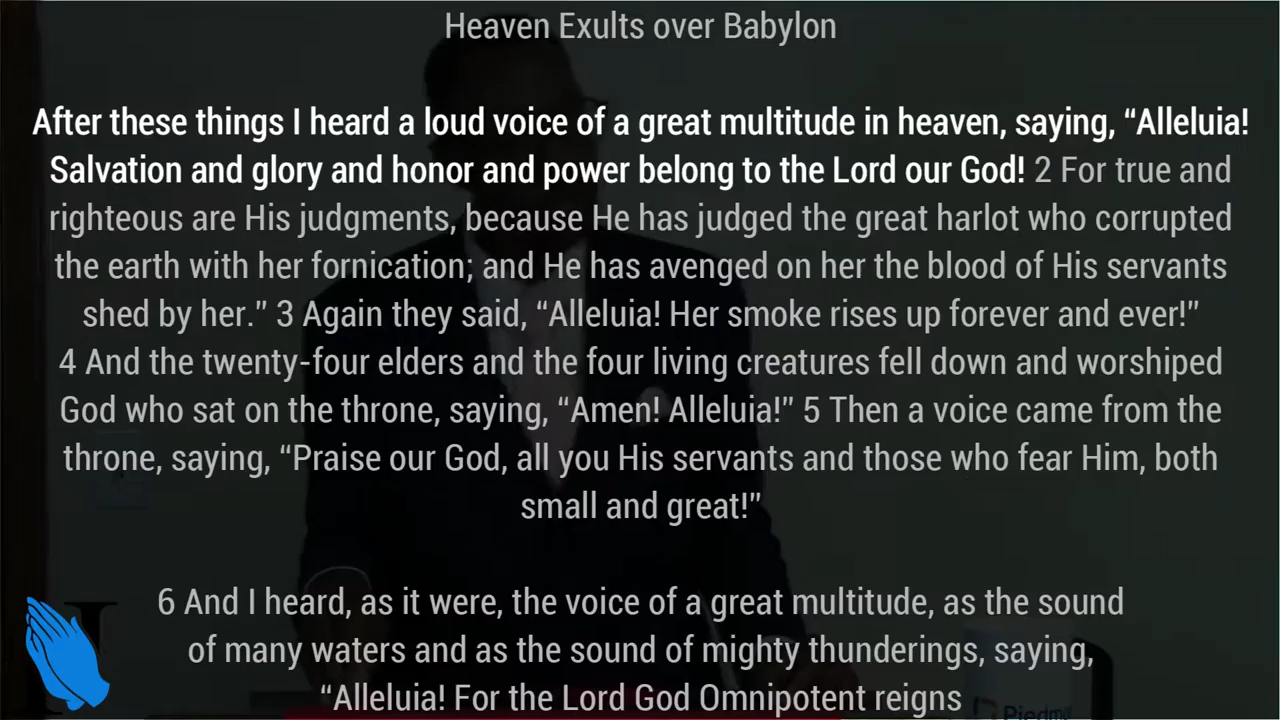 Heaven Exults over Babylon
After these things I heard a loud voice of a great multitude in heaven, saying, “Alleluia!
Salvation and glory and honor and power belong to the Lord our God! 2 For true and
righteous are His judgments, because He has judged the great harlot who corrupted
the earth with her fornication; and He has avenged on her the blood of His servants
shed by her.” 3 Again they said, “Alleluia! Her smoke rises up forever and ever!”
4 And the twenty-four elders and the four living creatures fell down and worshiped
God who sat on the throne, saying, “Amen! Alleluia!” 5 Then a voice came from the
throne, saying, “Praise our God, all you His servants and those who fear Him, both
small and great!”
6 And I heard, as it were, the voice of a great multitude, as the sound
of many waters and as the sound of mighty thunderings, saying,
“Alleluia! For the Lord God Omnipotent reigns